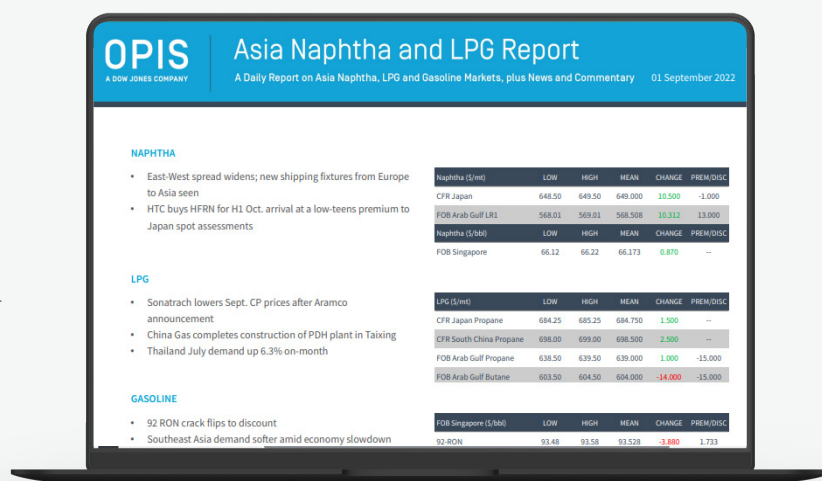 OPIS
A DOW JONES COMPANY
Asia Naphtha and LPG Report
A Daily Report on Asia Naphtha, LPG and Gasoline Markets, plus News and Commentary 01 September 2022
NAPHTHA
• East-West spread widens; new shipping fixtures from Europe
to Asia seen
• HTC buys HFRN for H1 Oct. arrival at a low-teens premium to
Japan spot assessments
Naphtha ($/mt) LOW HIGH MEAN CHANGE PREM/DISC
CFR Japan 648.50 649.50 649.000 10.500 -1.000
FOB Arab Gulf LR1 568.01 569.01 568.508 10.312 13.000
Naphtha ($/bbl) LOW HIGH MEAN CHANGE PREM/DISC
FOB Singapore 66.12 66.22 66.173 0.870 --
LPG
• Sonatrach lowers Sept. CP prices after Aramco
announcement
• China Gas completes construction of PDH plant in Taixing
• Thailand July demand up 6.3% on-month
LPG ($/mt) LOW HIGH MEAN CHANGE PREM/DISC
CFR Japan Propane 684.25 685.25 684.750 1.500 --
CFR South China Propane 698.00 699.00 698.500 2.500 --
FOB Arab Gulf Propane 638.50 639.50 639.000 1.000 -15.000
FOB Arab Gulf Butane 603.50 604.50 604.000 -14.000 -15.000
GASOLINE
• 92 RON crack flips to discount
• Southeast Asia demand softer amid economy slowdown
FOB Singapore ($/bbl) LOW HIGH MEAN CHANGE PREM/DISC
92-RON 93.48 93.58 93.528 -3.880 1.733